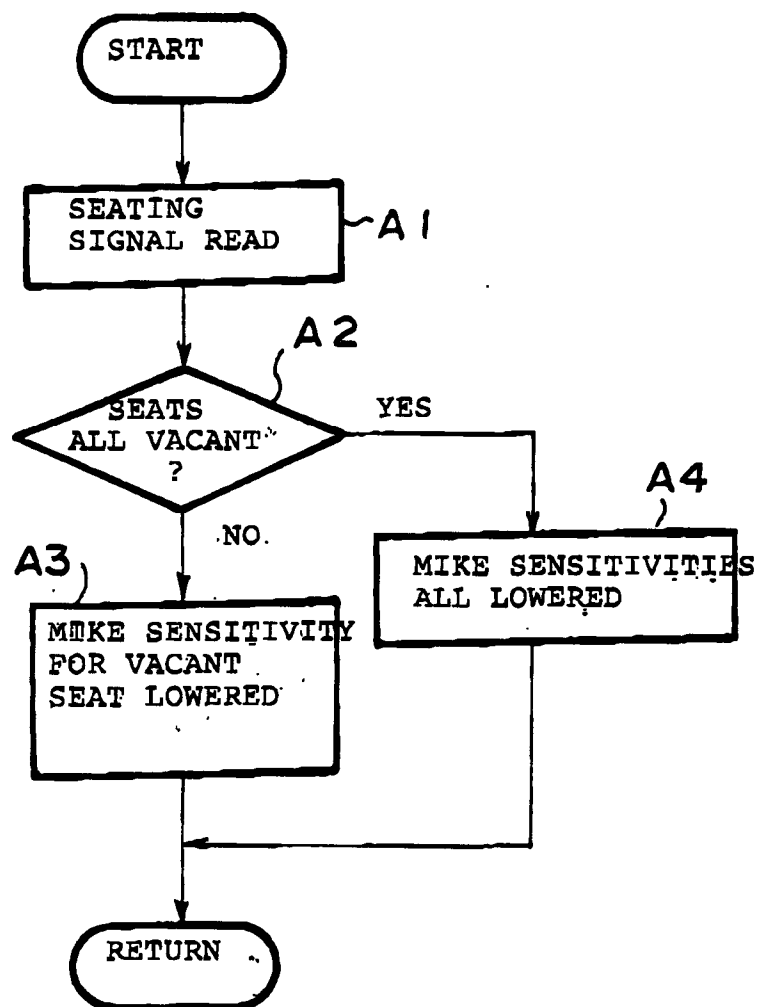 START
SEATING
SIGNAL READ
A1
A2
SEATS
ALL VACANT
?
YES
NO
A4
MIKE SENSITIVITIES
ALL LOWERED
A3
MIKE SENSITIVITY
FOR VACANT
SEAT LOWERED
RETURN